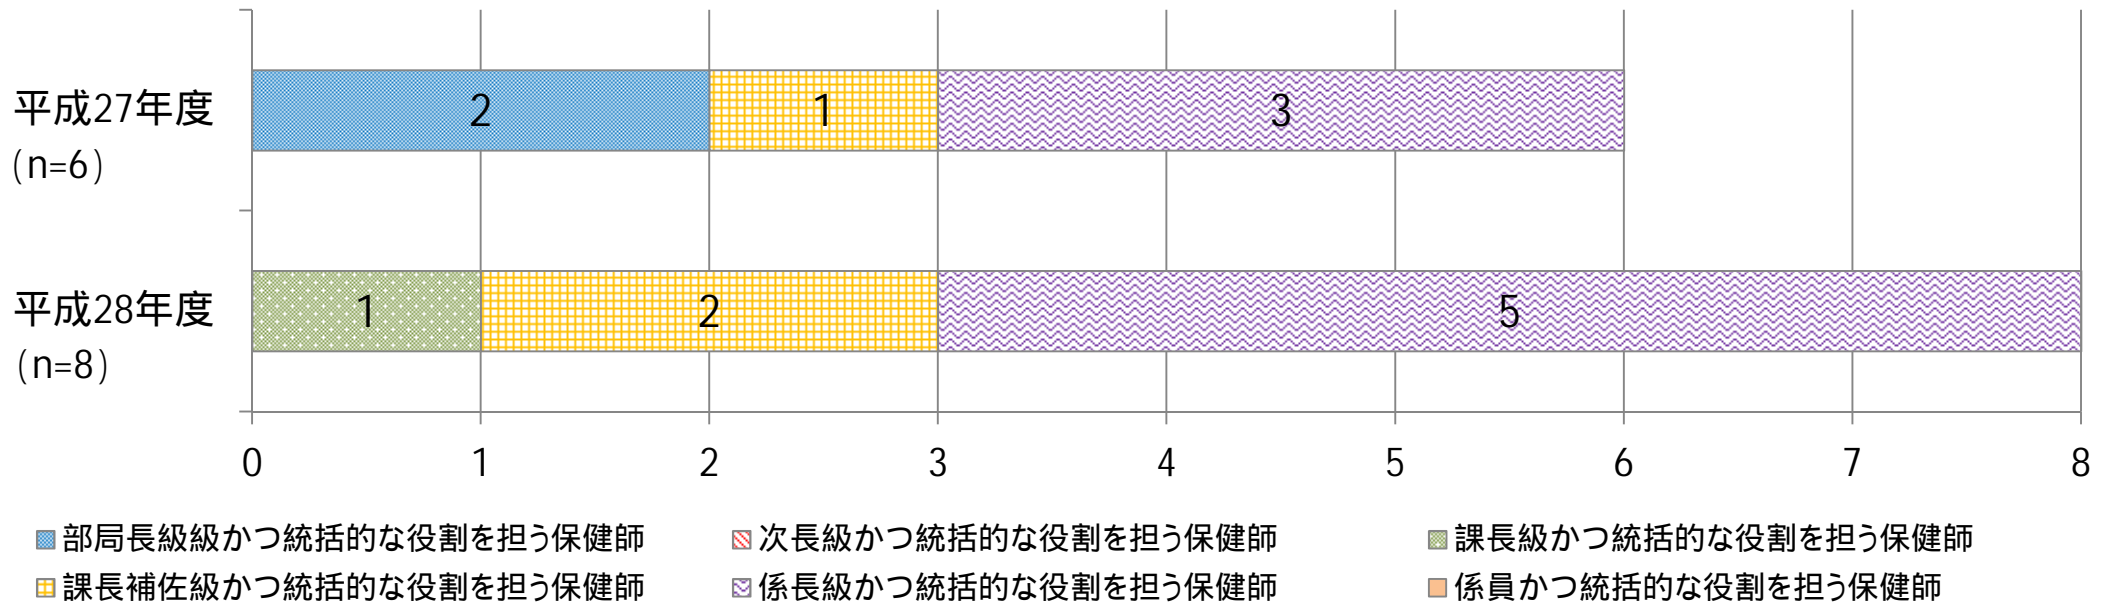 平成27年度
(n=6)
2 1 3
平成28年度
(n=8)
1 2 5
0 1 2 3 4 5 6 7 8
部局長級級かつ統括的な役割を担う保健師 次長級かつ統括的な役割を担う保健師 課長級かつ統括的な役割を担う保健師
課長補佐級かつ統括的な役割を担う保健師 係長級かつ統括的な役割を担う保健師 係員かつ統括的な役割を担う保健師